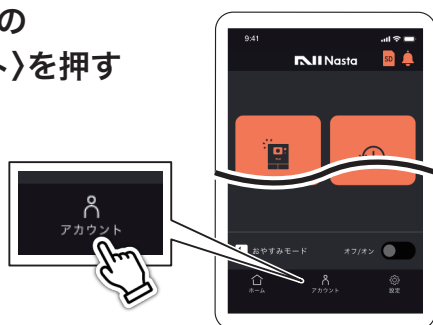 の
ト〉を押す
9:41
Nasta
SD
アカウント
おやすみモード
オフ/オン
ホーム
アカウント
設定